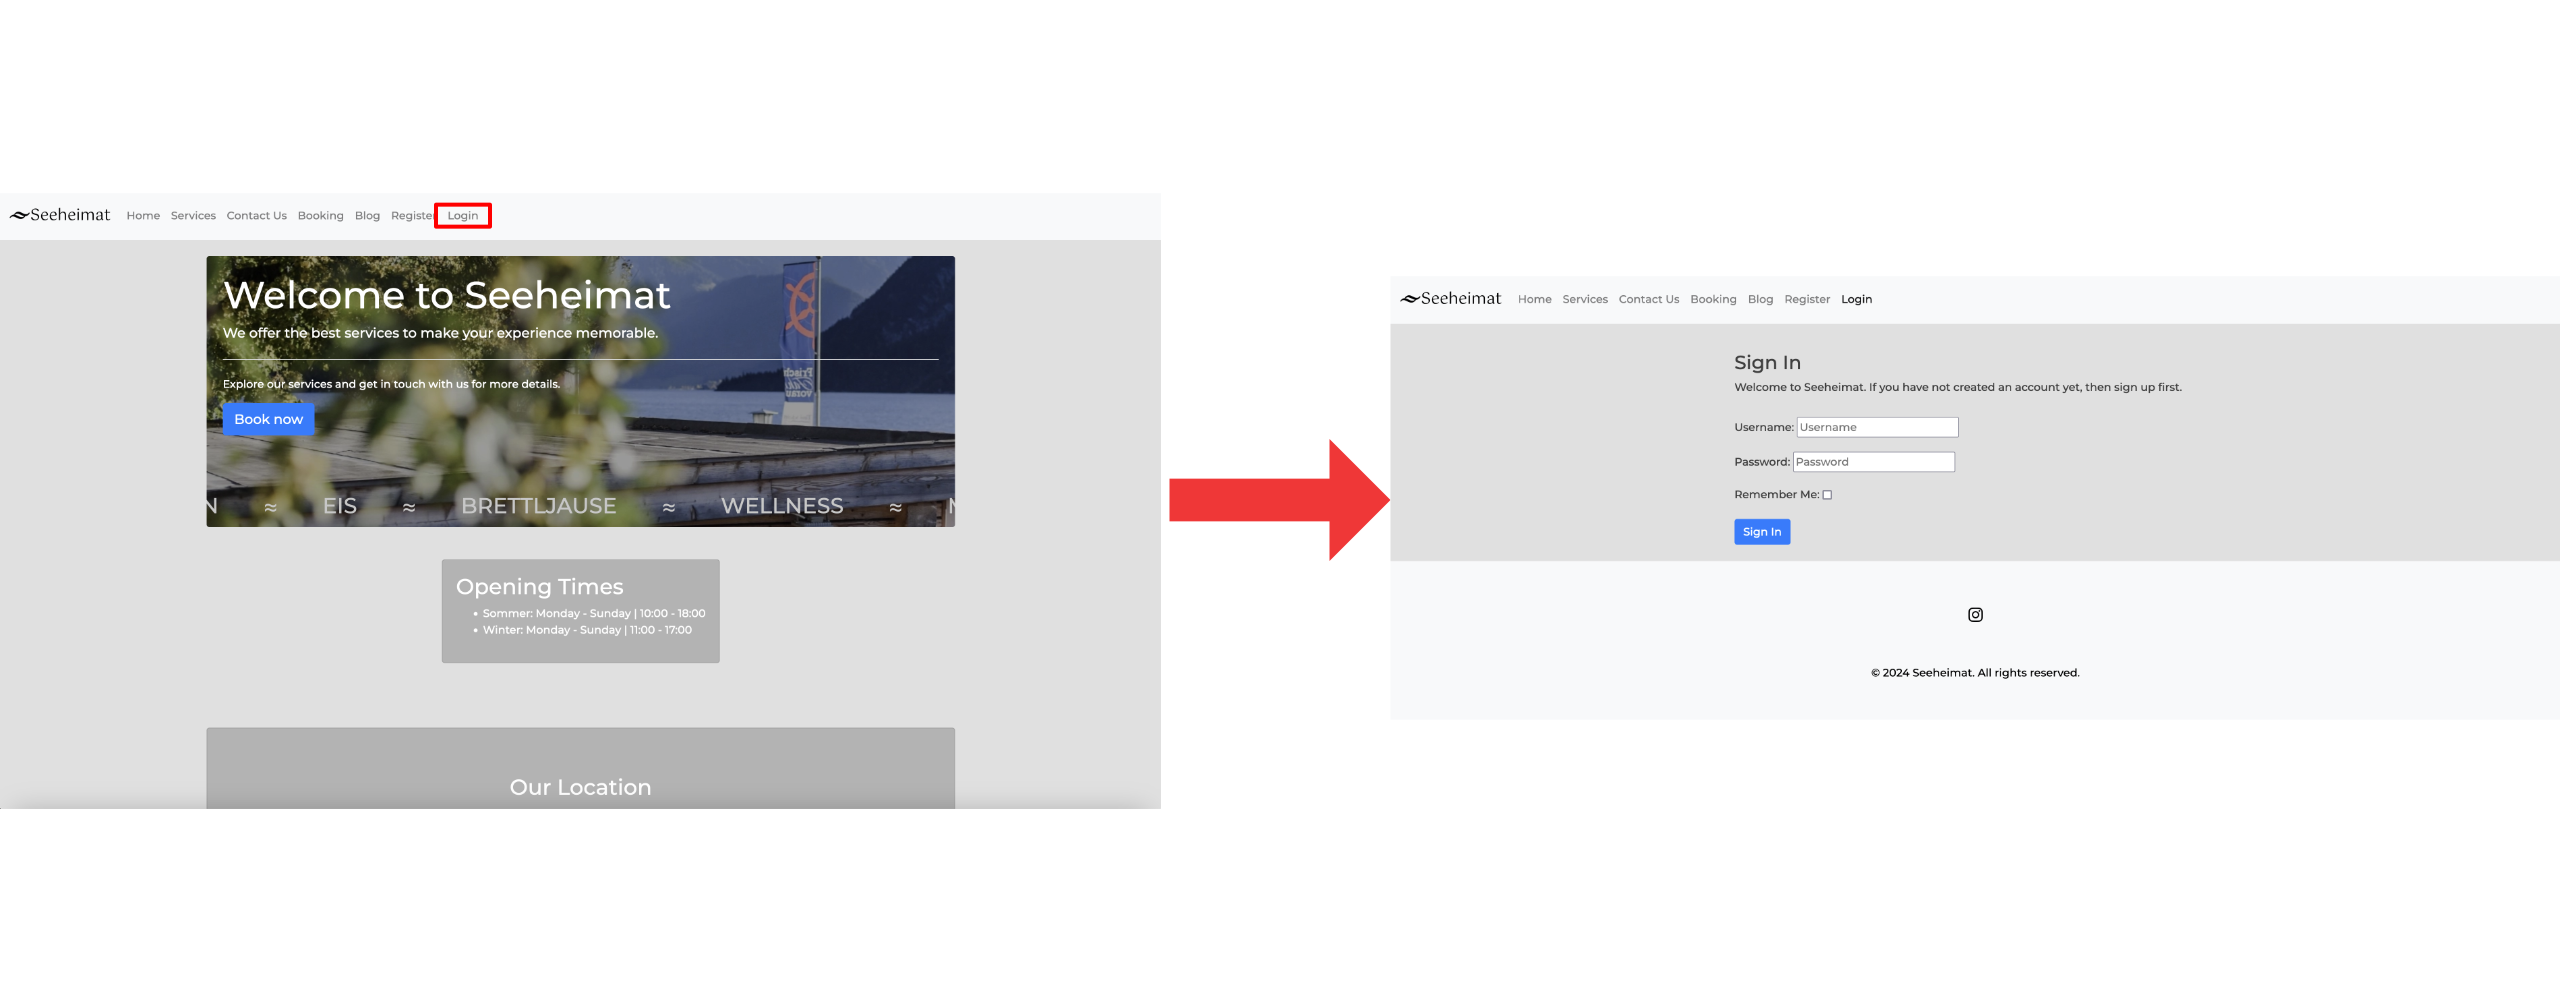 Seeheimat Home Services Contact Us Booking Blog Register Login
Welcome to Seeheimat
We offer the best services to make your experience memorable.
Explore our services and get in touch with us for more details.
Book now
EIS ≈ BRETTLJAUSE ≈ WELLNESS ≈
Opening Times
• Sommer: Monday - Sunday | 10:00 - 18:00
• Winter: Monday - Sunday | 11:00 - 17:00
Our Location
Seeheimat Home Services Contact Us Booking Blog Register Login
Sign In
Welcome to Seeheimat. If you have not created an account yet, then sign up first.
Username: Username
Password: Password
Remember Me:
Sign In
© 2024 Seeheimat. All rights reserved.